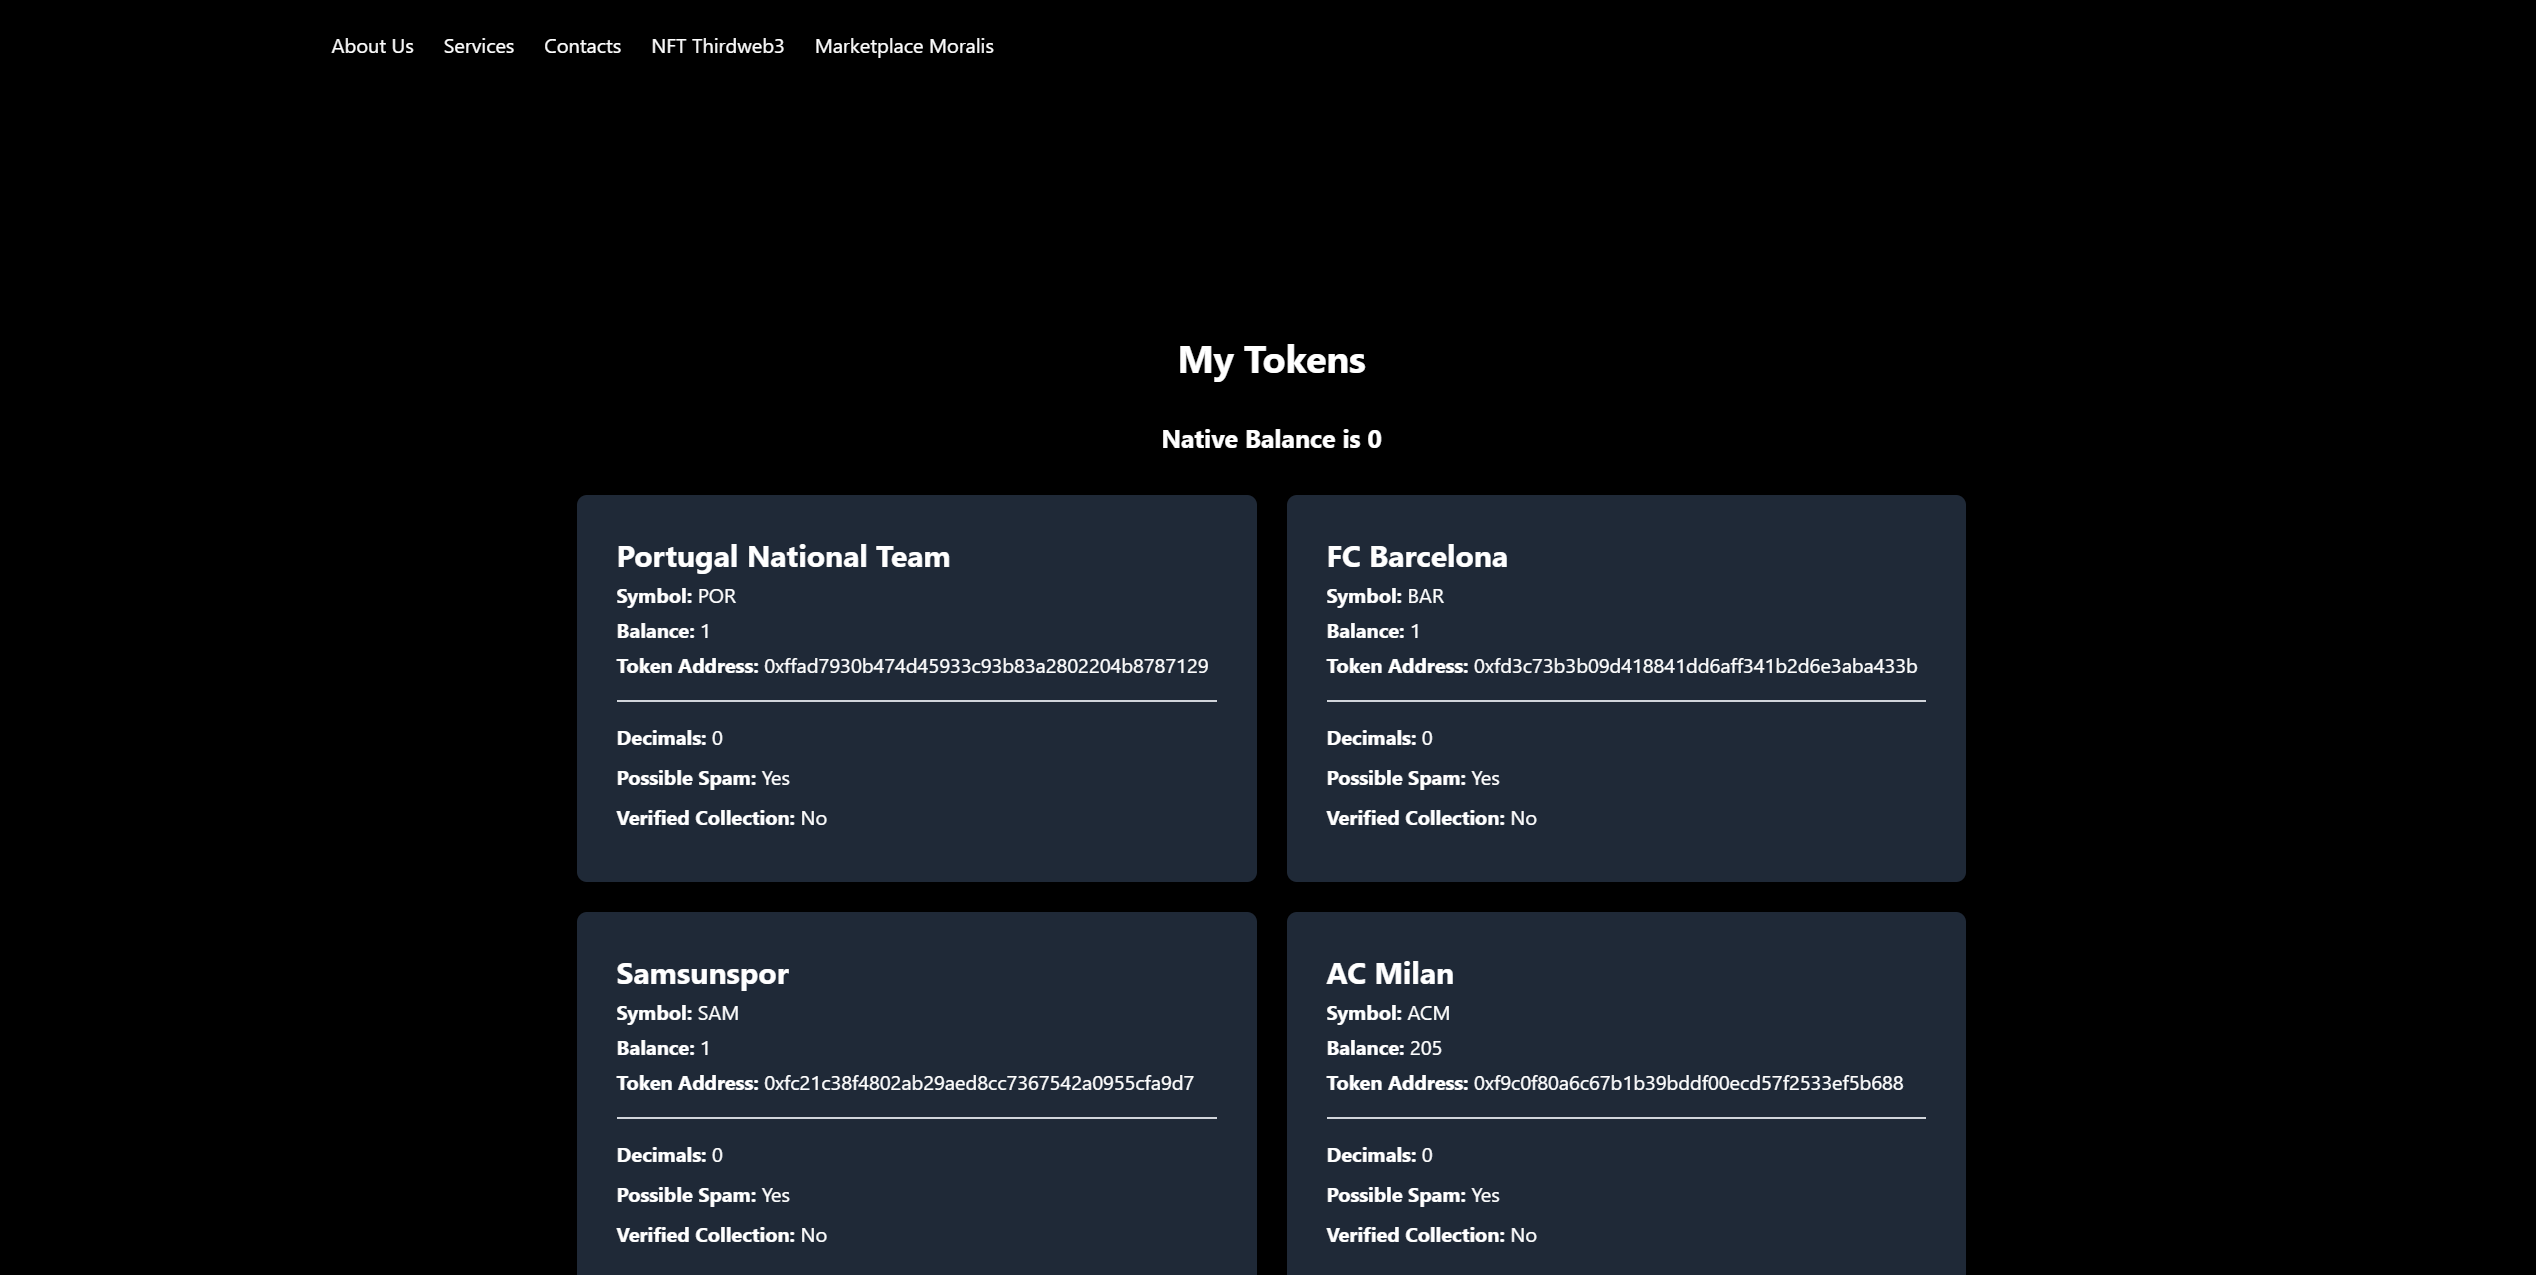 About Us Services Contacts NFT Thirdweb3 Marketplace Moralis
My Tokens
Native Balance is 0
Portugal National Team
Symbol: POR
Balance: 1
Token Address: 0xffad7930b474d45933c93b83a2802204b8787129
Decimals: 0
Possible Spam: Yes
Verified Collection: No
FC Barcelona
Symbol: BAR
Balance: 1
Token Address: 0xfd3c73b3b09d418841dd6aff341b2d6e3aba433b
Decimals: 0
Possible Spam: Yes
Verified Collection: No
Samsunspor
Symbol: SAM
Balance: 1
Token Address: 0xfc21c38f4802ab29aed8cc7367542a0955cfa9d7
Decimals: 0
Possible Spam: Yes
Verified Collection: No
AC Milan
Symbol: ACM
Balance: 205
Token Address: 0xf9c0f80a6c67b1b39bddf00ecd57f2533ef5b688
Decimals: 0
Possible Spam: Yes
Verified Collection: No